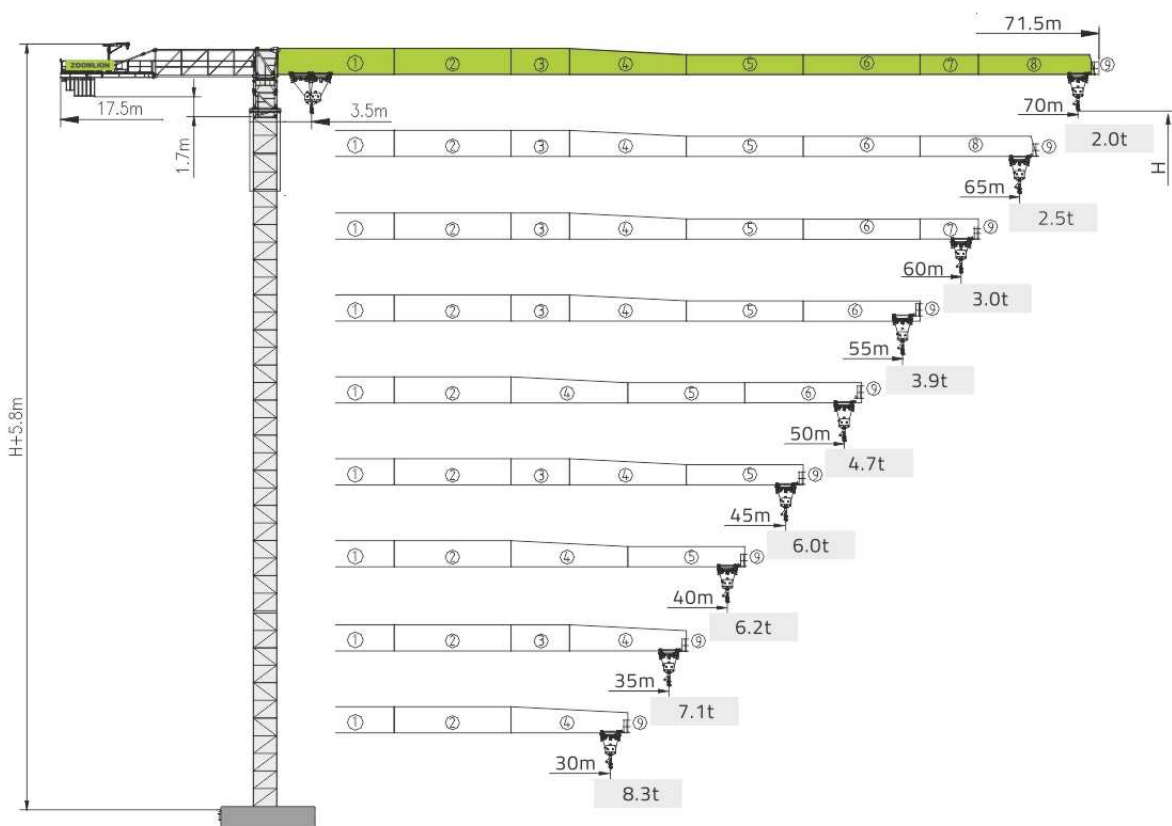 71.5m
ZOOMLION
① ② ③ ④ ⑤ ⑥ ⑦ ⑧ ⑨
17.5m
3.5m
70m
2.0t
1.7m
H
① ② ③ ④ ⑤ ⑥ ⑧ ⑨
65m
2.5t
① ② ③ ④ ⑤ ⑥ ⑦ ⑨
60m
3.0t
① ② ③ ④ ⑤ ⑥ ⑨
55m
3.9t
H+5.8m
① ② ④ ⑤ ⑥ ⑨
50m
4.7t
① ② ③ ④ ⑤ ⑨
45m
6.0t
① ② ④ ⑤ ⑨
40m
6.2t
① ② ③ ④ ⑨
35m
7.1t
① ② ④ ⑨
30m
8.3t